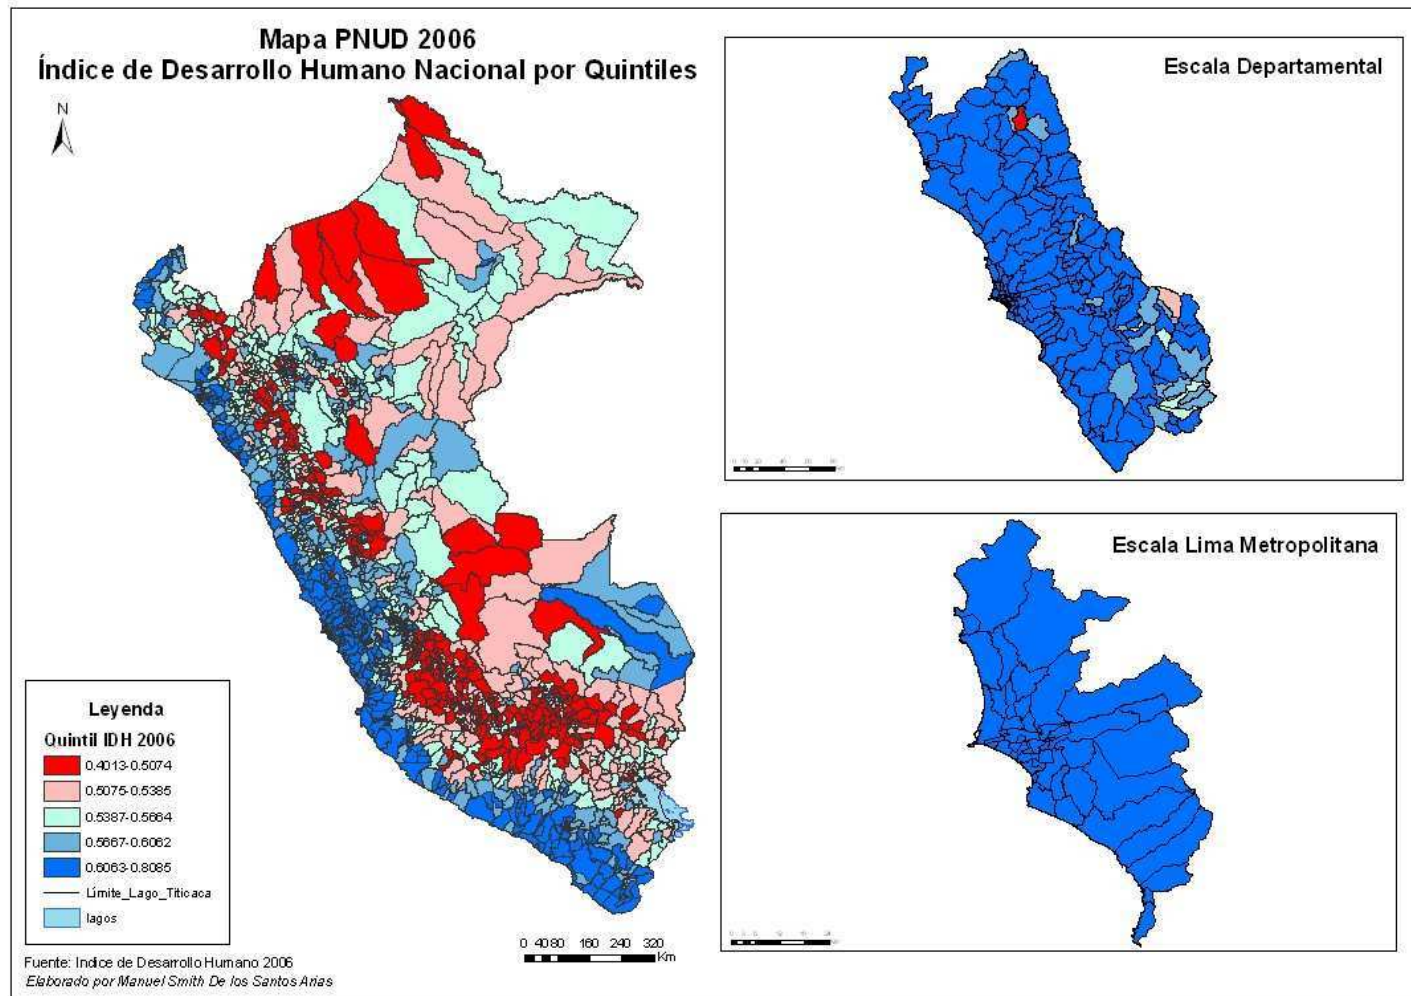 Mapa PNUD 2006
Índice de Desarrollo Humano Nacional por Quintiles
N
Leyenda
Quintil IDH 2006
0.4013-0.5074
0.5075-0.5385
0.5387-0.5664
0.5667-0.6062
0.6063-0.8085
Límite_Lago_Titicaca
lagos
0 40 80 160 240 320
Km
Fuente: Indice de Desarrollo Humano 2006
Elaborado por Manuel Smith De los Santos Arias
Escala Departamental
Escala Lima Metropolitana